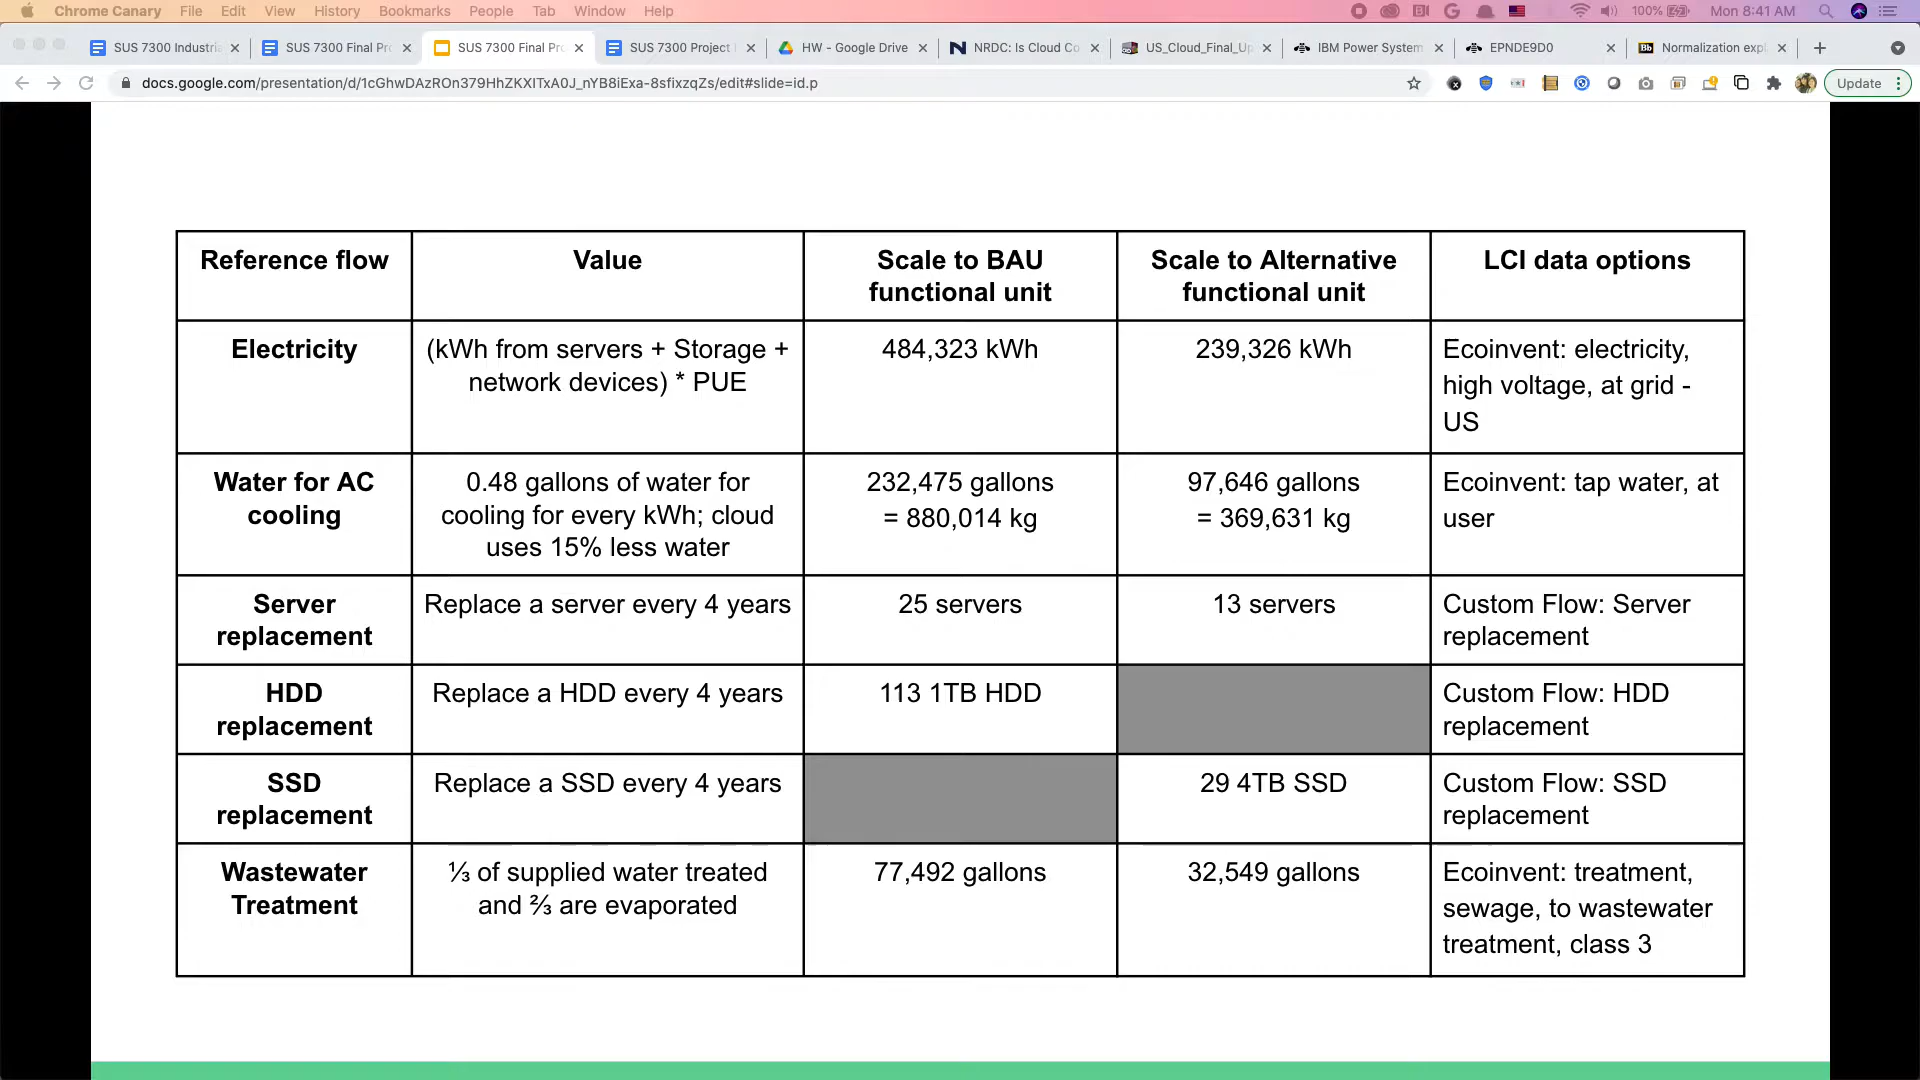 Chrome Canary File Edit View History Bookmarks People Tab Window Help 100% Mon 8:41 AM
SUS 7300 Industria SUS 7300 Final Pro SUS 7300 Final Pro SUS 7300 Project HW - Google Drive NRDC: Is Cloud Co US_Cloud_Final_Up IBM Power System EPNDE9D0 Bb Normalization expl
docs.google.com/presentation/d/1cGhwDAzROn379HhZKXITxA0J_nYB8iExa-8sfixzqZs/edit#slide=id.p Update
Reference flow
Value
Scale to BAU
functional unit
Scale to Alternative
functional unit
LCI data options
Electricity
(kWh from servers + Storage +
network devices) * PUE
484,323 kWh
239,326 kWh
Ecoinvent: electricity,
high voltage, at grid -
US
Water for AC
cooling
0.48 gallons of water for
cooling for every kWh; cloud
uses 15% less water
232,475 gallons
= 880,014 kg
97,646 gallons
= 369,631 kg
Ecoinvent: tap water, at
user
Server
replacement
Replace a server every 4 years
25 servers
13 servers
Custom Flow: Server
replacement
HDD
replacement
Replace a HDD every 4 years
113 1TB HDD
Custom Flow: HDD
replacement
SSD
replacement
Replace a SSD every 4 years
29 4TB SSD
Custom Flow: SSD
replacement
Wastewater
Treatment
⅓ of supplied water treated
and ⅔ are evaporated
77,492 gallons
32,549 gallons
Ecoinvent: treatment,
sewage, to wastewater
treatment, class 3